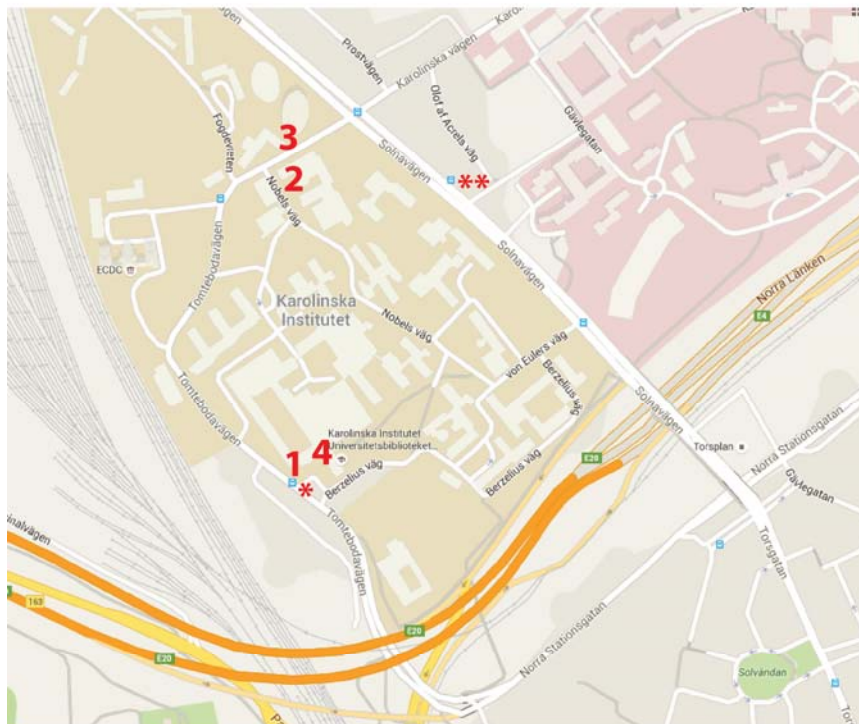 Solnavägen
Prostvägen
Karolinska vägen
Olof af Acrels väg
Gävlegatan
Fogdevreten
3
2
**
Nobels väg
Solnavägen
ECDC
Tomtebodavägen
Karolinska
Institutet
Solnavägen
Norra Länken
E4
Nobels väg
von Eulers väg
Berzelius väg
Tomtebodavägen
Solnavägen
Karolinska Institutet
Universitetsbiblioteket...
4
1
*
Berzelius väg
Berzelius väg
E20
Torsplan
Norra Stationsgatan
Gävlegatan
Tomtebodavägen
Torsgatan
163
E20
E20
E20
Norra Stationsgatan
Solvändan